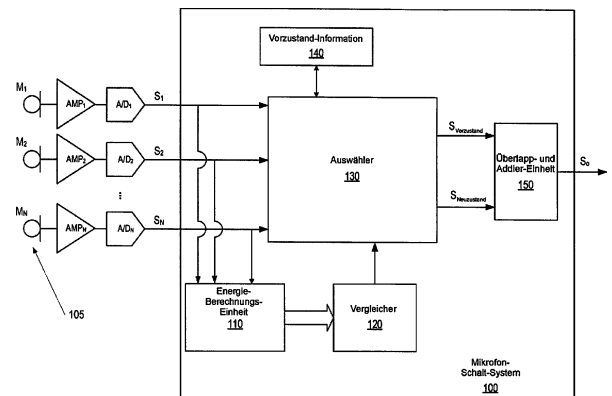 Vorzustand-Information
140
M1
AMP1
A/D1
S1
M2
AMP2
A/D2
S2
...
MN
AMPN
A/DN
SN
Auswähler
130
SVorzustand
SNeuzustand
Überlapp- und
Addier-Einheit
150
So
105
Energie-
Berechnungs-
Einheit
110
Vergleicher
120
Mikrofon-
Schalt-System
100